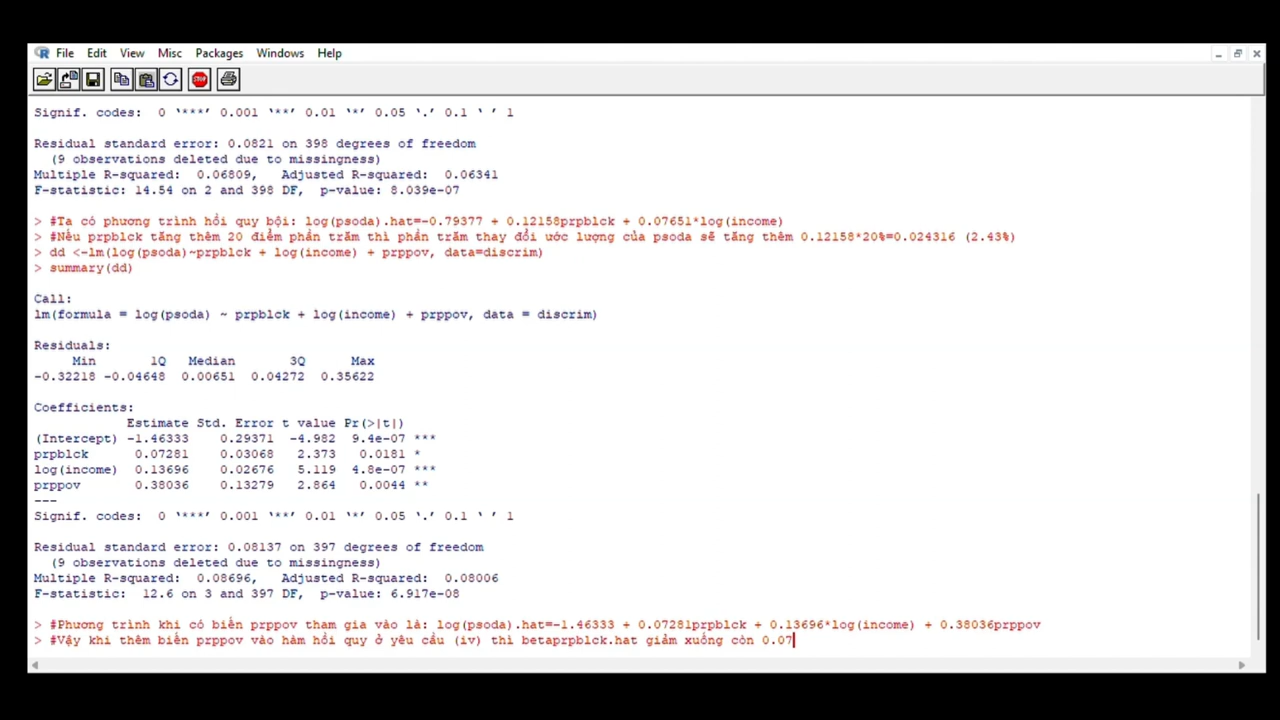 File Edit View Misc Packages Windows Help
STOP
Signif. codes:  0 ‘***’ 0.001 ‘**’ 0.01 ‘*’ 0.05 ‘.’ 0.1 ‘ ’ 1
Residual standard error: 0.0821 on 398 degrees of freedom
  (9 observations deleted due to missingness)
Multiple R-squared:  0.06809,   Adjusted R-squared:  0.06341
F-statistic: 14.54 on 2 and 398 DF,  p-value: 8.039e-07
> #Ta có phương trình hồi quy bội: log(psoda).hat=-0.79377 + 0.12158prpblck + 0.07651*log(income)
> #Nếu prpblck tăng thêm 20 điểm phần trăm thì phần trăm thay đổi ước lượng của psoda sẽ tăng thêm 0.12158*20%=0.024316 (2.43%)
> dd <-lm(log(psoda)~prpblck + log(income) + prppov, data=discrim)
> summary(dd)
Call:
lm(formula = log(psoda) ~ prpblck + log(income) + prppov, data = discrim)
Residuals:
     Min       1Q   Median       3Q      Max
-0.32218 -0.04648  0.00651  0.04272  0.35622
Coefficients:
            Estimate Std. Error t value Pr(>|t|)
(Intercept) -1.46333    0.29371  -4.982  9.4e-07 ***
prpblck      0.07281    0.03068   2.373   0.0181 *
log(income)  0.13696    0.02676   5.119  4.8e-07 ***
prppov       0.38036    0.13279   2.864   0.0044 **
---
Signif. codes:  0 ‘***’ 0.001 ‘**’ 0.01 ‘*’ 0.05 ‘.’ 0.1 ‘ ’ 1
Residual standard error: 0.08137 on 397 degrees of freedom
  (9 observations deleted due to missingness)
Multiple R-squared:  0.08696,   Adjusted R-squared:  0.08006
F-statistic:  12.6 on 3 and 397 DF,  p-value: 6.917e-08
> #Phương trình khi có biến prppov tham gia vào là: log(psoda).hat=-1.46333 + 0.07281prpblck + 0.13696*log(income) + 0.38036prppov
> #Vậy khi thêm biến prppov vào hàm hồi quy ở yêu cầu (iv) thì betaprpblck.hat giảm xuống còn 0.07